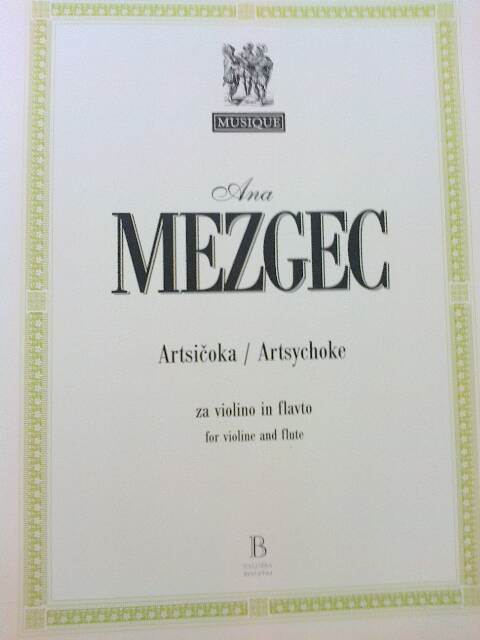 MUSIQUE
Ana
MEZGEC
Artsičoka / Artsychoke
za violino in flavto
for violine and flute
B